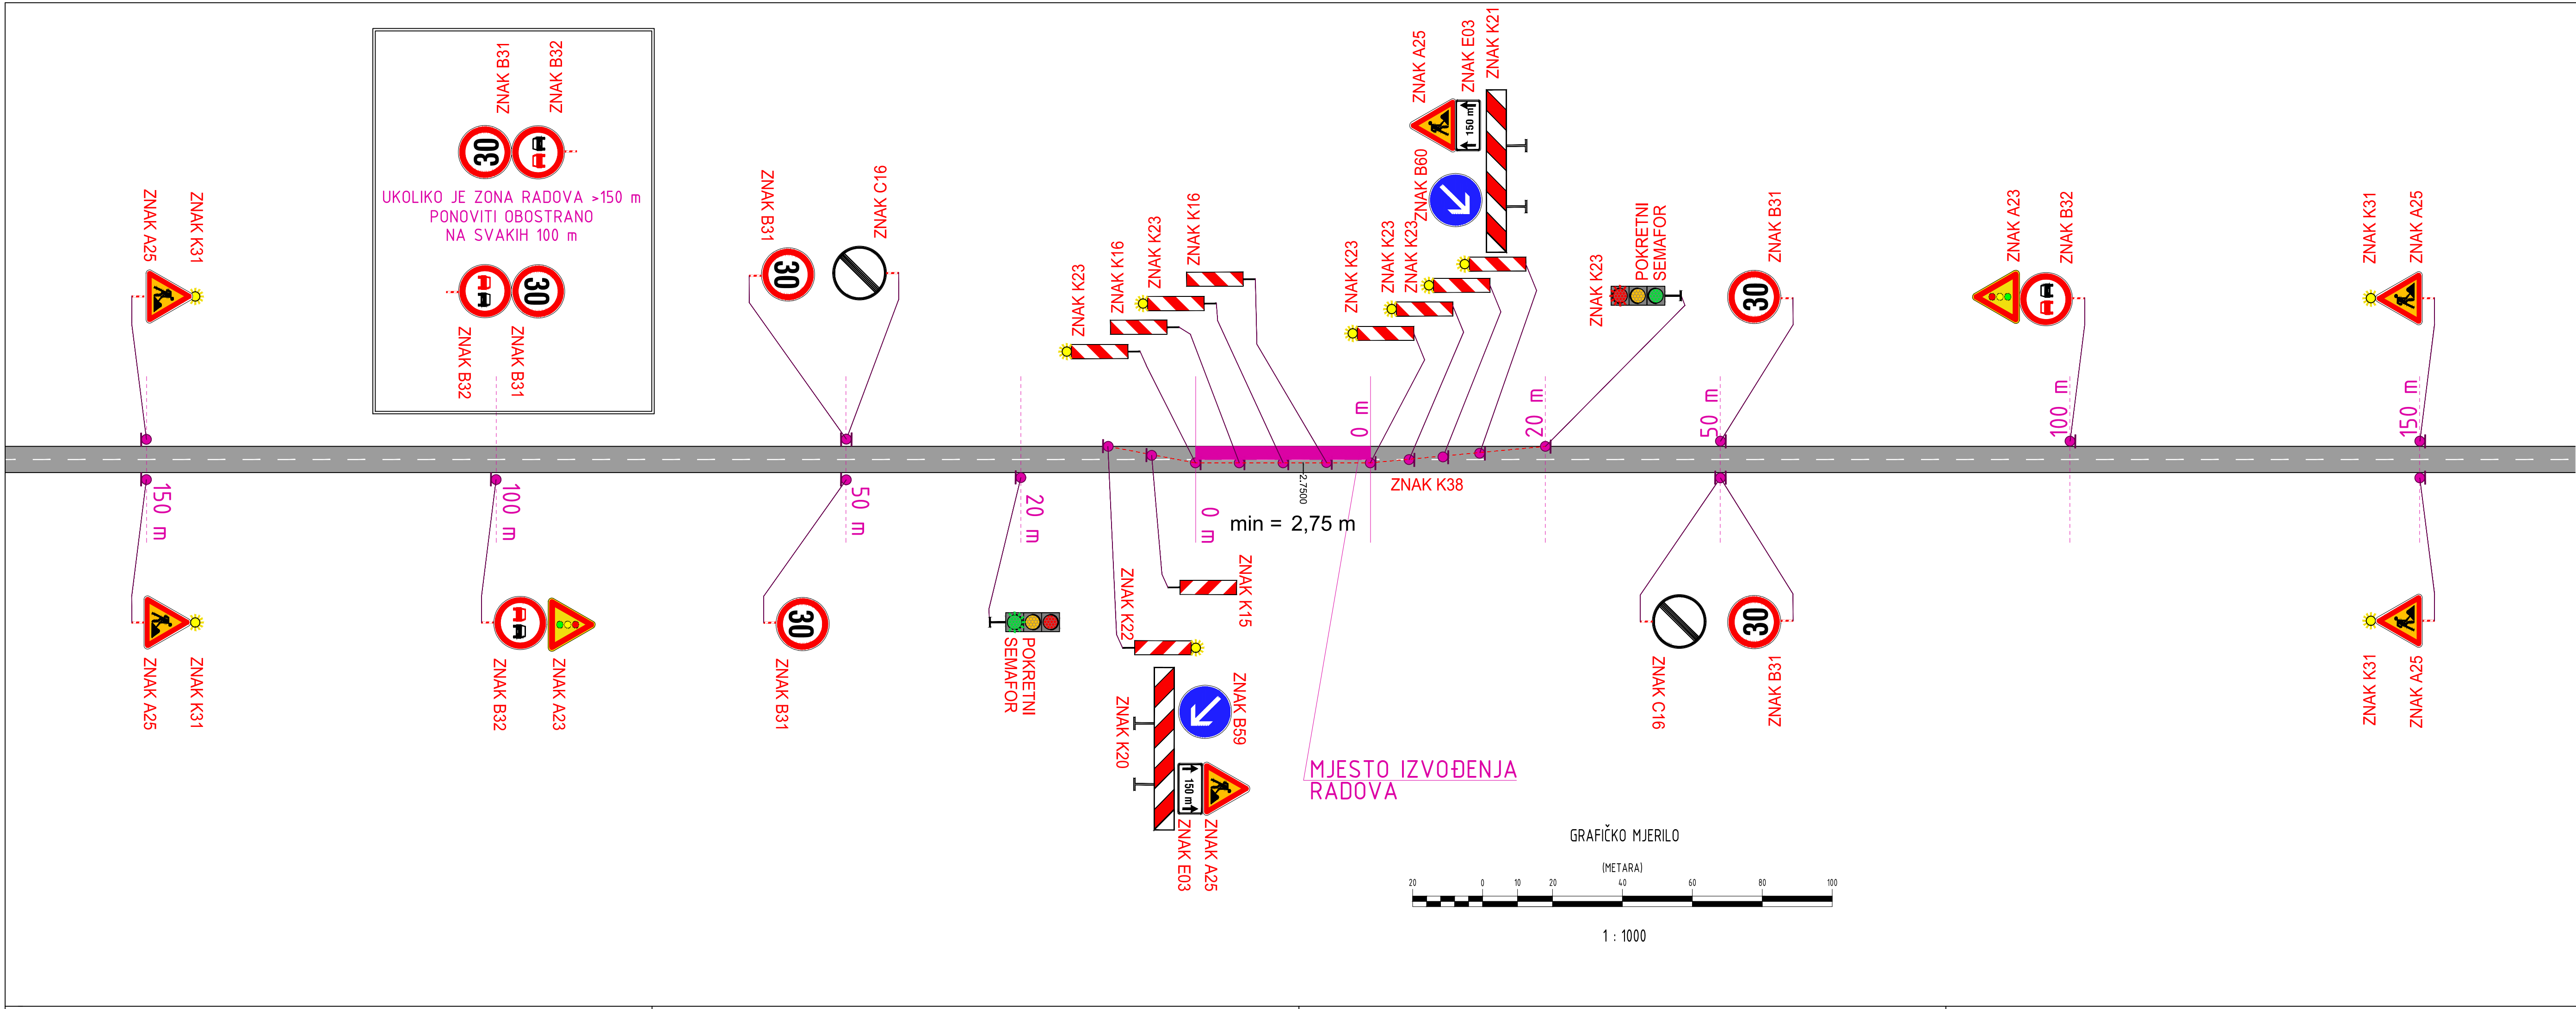 ZNAK B31
ZNAK B32
30
UKOLIKO JE ZONA RADOVA >150 m
PONOVITI OBOSTRANO
NA SVAKIH 100 m
30
ZNAK B32
ZNAK B31
ZNAK A25
ZNAK K31
ZNAK B31
30
ZNAK C16
ZNAK K23
ZNAK K16
ZNAK K23
ZNAK K16
ZNAK A25
ZNAK E03
ZNAK K21
150 m
ZNAK B60
ZNAK K23
ZNAK K23
ZNAK K23
ZNAK K23
POKRETNI
SEMAFOR
ZNAK B31
30
ZNAK A23
ZNAK B32
ZNAK K31
ZNAK A25
0 m
20 m
50 m
100 m
150 m
150 m
100 m
50 m
20 m
0 m
2.7500
min = 2,75 m
ZNAK K38
ZNAK A25
ZNAK K31
ZNAK B32
ZNAK A23
30
ZNAK B31
POKRETNI
SEMAFOR
ZNAK K22
ZNAK K15
ZNAK K20
ZNAK B59
150 m
ZNAK E03
ZNAK A25
MJESTO IZVOĐENJA
RADOVA
ZNAK C16
30
ZNAK B31
ZNAK K31
ZNAK A25
GRAFIČKO MJERILO
(METARA)
20 0 10 20 40 60 80 100
1 : 1000